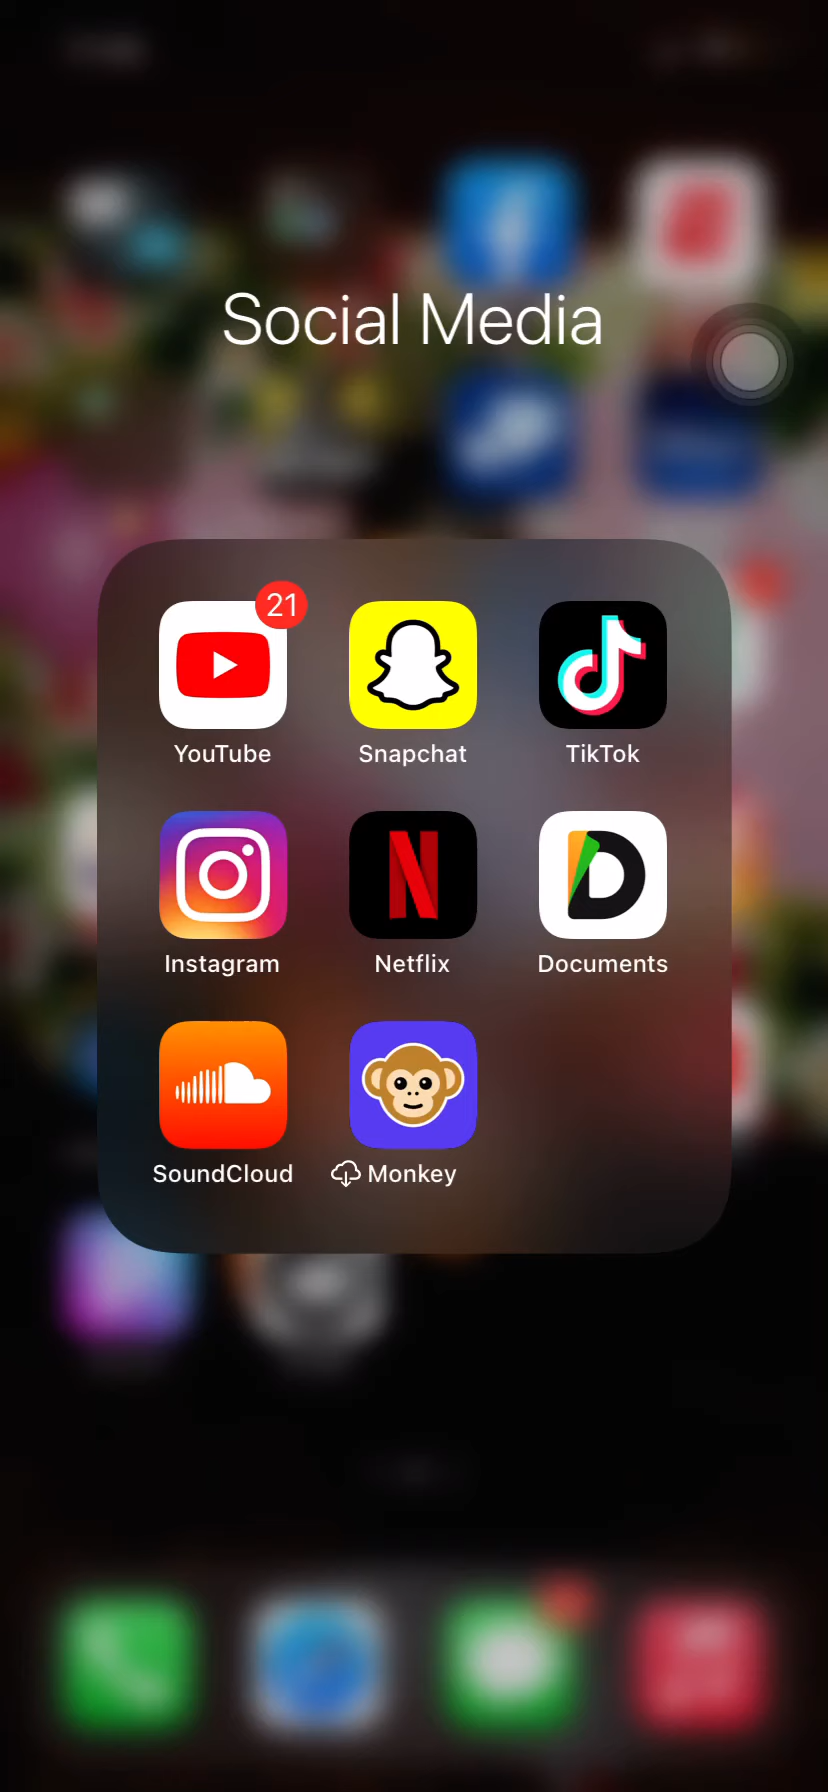 Social Media
21
YouTube
Snapchat
TikTok
Instagram
Netflix
Documents
SoundCloud
Monkey